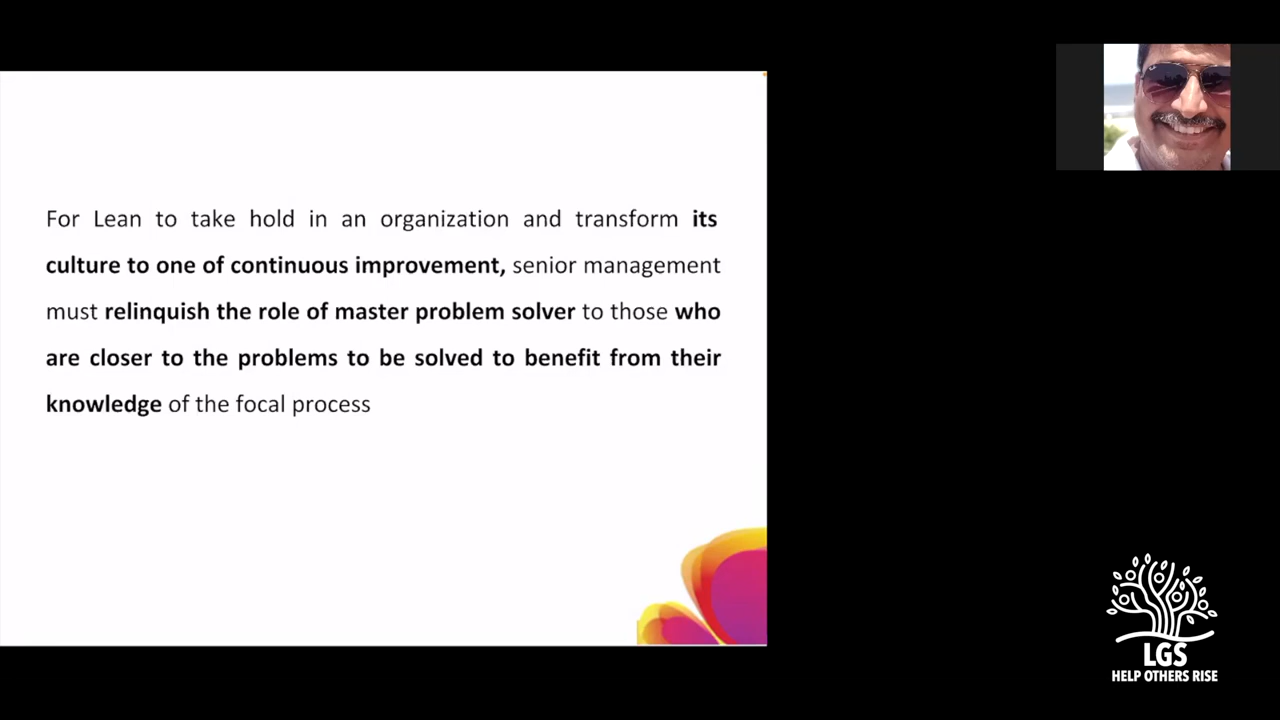 For Lean to take hold in an organization and transform its
culture to one of continuous improvement, senior management
must relinquish the role of master problem solver to those who
are closer to the problems to be solved to benefit from their
knowledge of the focal process
LGS
HELP OTHERS RISE